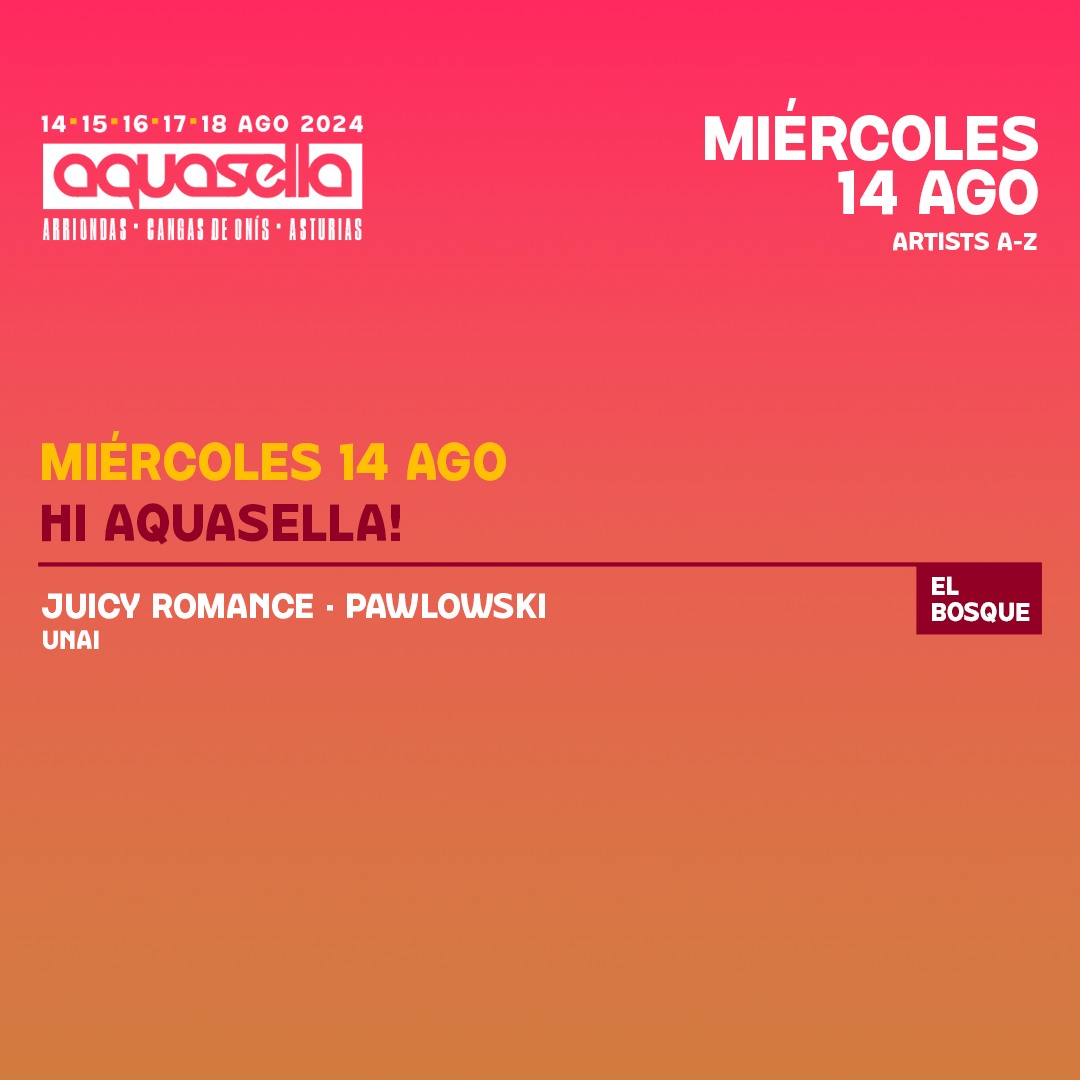 14·15·16·17·18 AGO 2024
aquasella
ARRIONDAS · CANGAS DE ONÍS · ASTURIAS
MIÉRCOLES
14 AGO
ARTISTS A-Z
MIÉRCOLES 14 AGO
HI AQUASELLA!
JUICY ROMANCE · PAWLOWSKI
UNAI
EL
BOSQUE